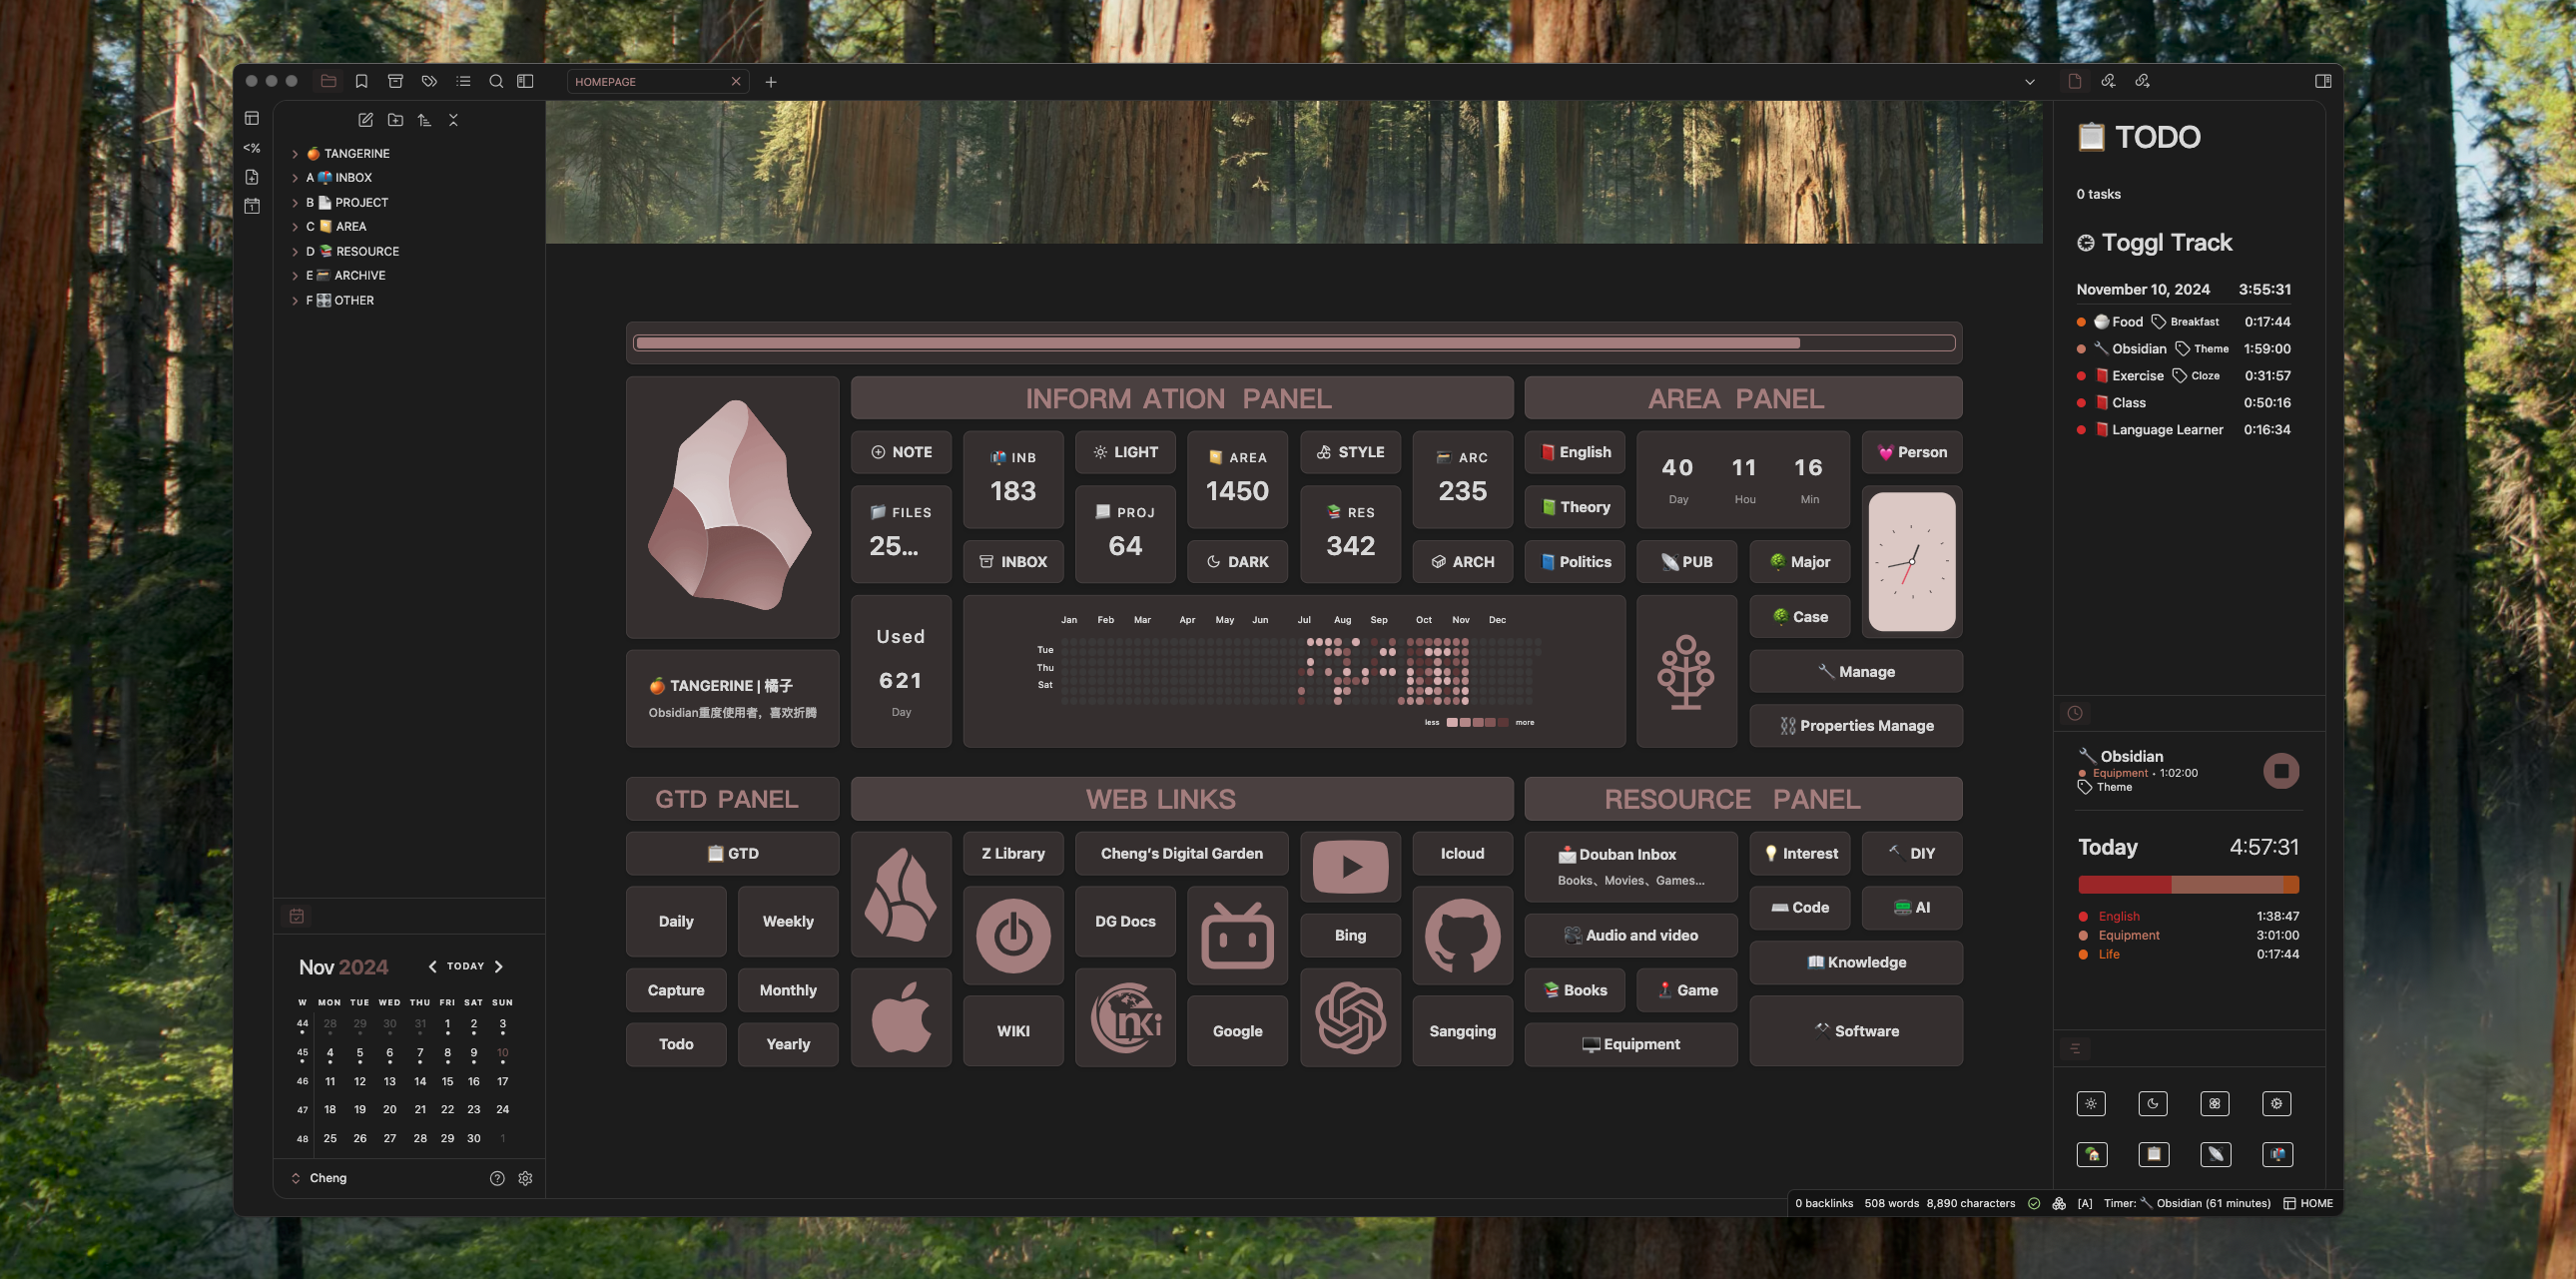 HOMEPAGE
<%
TANGERINE
A INBOX
B PROJECT
C AREA
D RESOURCE
E ARCHIVE
F OTHER
Nov 2024
TODAY
W MON TUE WED THU FRI SAT SUN
44 28 29 30 31 1 2 3
45 4 5 6 7 8 9 10
46 11 12 13 14 15 16 17
47 18 19 20 21 22 23 24
48 25 26 27 28 29 30 1
Cheng
INFORM ATION PANEL
AREA PANEL
NOTE
INB
183
LIGHT
AREA
1450
STYLE
ARC
235
FILES
25...
PROJ
64
RES
342
INBOX
DARK
ARCH
English
40 11 16
Day Hou Min
Person
Theory
Politics
PUB
Major
Case
Manage
Properties Manage
TANGERINE | 橘子
Obsidian重度使用者，喜欢折腾
Used
621
Day
Jan Feb Mar Apr May Jun Jul Aug Sep Oct Nov Dec
Tue
Thu
Sat
less more
GTD PANEL
WEB LINKS
RESOURCE PANEL
GTD
Daily
Weekly
Capture
Monthly
Todo
Yearly
Z Library
Cheng's Digital Garden
Icloud
DG Docs
Bing
WIKI
Google
Sangqing
Douban Inbox
Books、Movies、Games...
Interest
DIY
Code
AI
Audio and video
Knowledge
Books
Game
Software
Equipment
TODO
0 tasks
Toggl Track
November 10, 2024 3:55:31
Food Breakfast 0:17:44
Obsidian Theme 1:59:00
Exercise Cloze 0:31:57
Class 0:50:16
Language Learner 0:16:34
Obsidian
Equipment • 1:02:00
Theme
Today 4:57:31
English 1:38:47
Equipment 3:01:00
Life 0:17:44
0 backlinks 508 words 8,890 characters [A] Timer: Obsidian (61 minutes) HOME